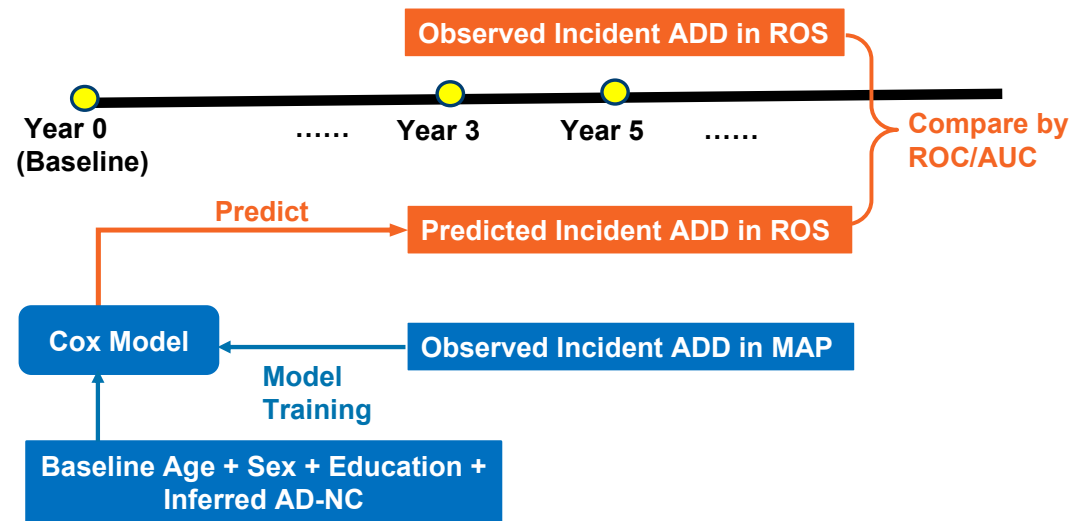 Observed Incident ADD in ROS
Year 0
(Baseline)
......
Year 3
Year 5
......
Compare by
ROC/AUC
Predict
Predicted Incident ADD in ROS
Cox Model
Observed Incident ADD in MAP
Model
Training
Baseline Age + Sex + Education +
Inferred AD-NC